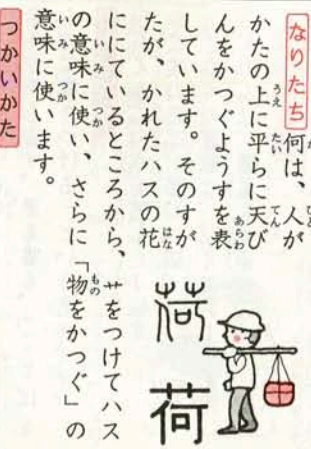 なりたち 何は、人が
かたの上に平らに天び
んをかつぐようすを表
しています。そのすが
たが、かれたハスの花
ににているところから、艹をつけてハス
の意味に使い、さらに「物をかつぐ」の
意味に使います。
荷
荷
つかいかた